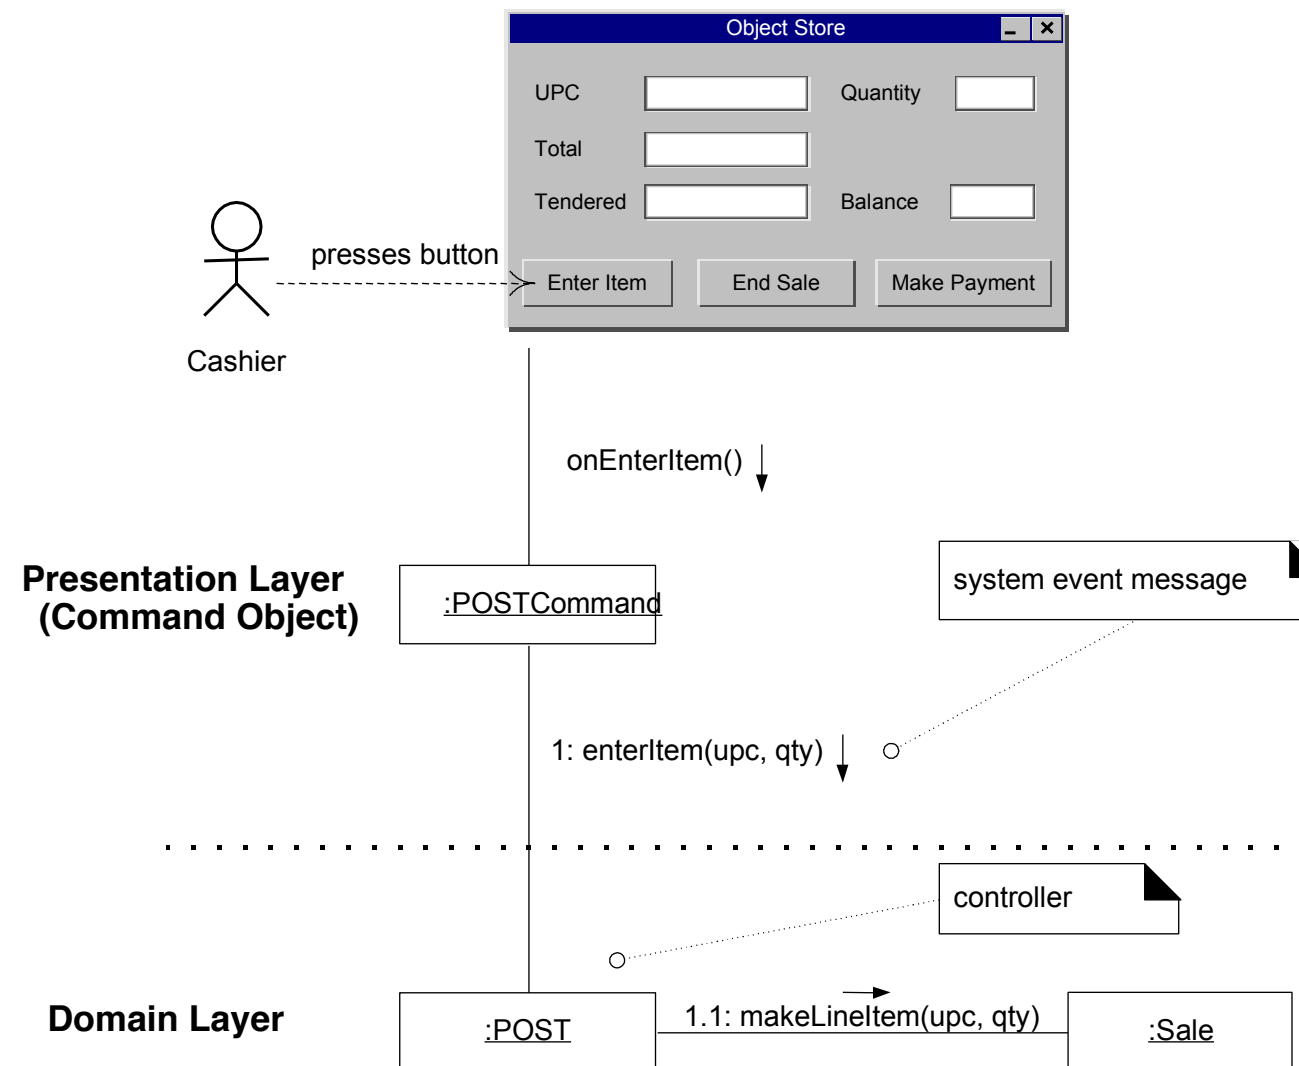 Object Store
UPC
Quantity
Total
Tendered
Balance
presses button
Enter Item
End Sale
Make Payment
Cashier
onEnterItem()
Presentation Layer
(Command Object)
:POSTCommand
system event message
1: enterItem(upc, qty)
controller
Domain Layer
:POST
1.1: makeLineItem(upc, qty)
:Sale